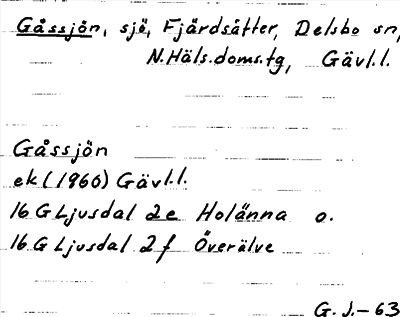 Gåssjön, sjö, Fjärdsätter, Delsbo sn,
N.Häls.doms.tg, Gävl.l.
Gåssjön
ek (1960) Gävl.l.
16 G Ljusdal 2e Holänna o.
16 G Ljusdal 2f Överälve
G.J.-63